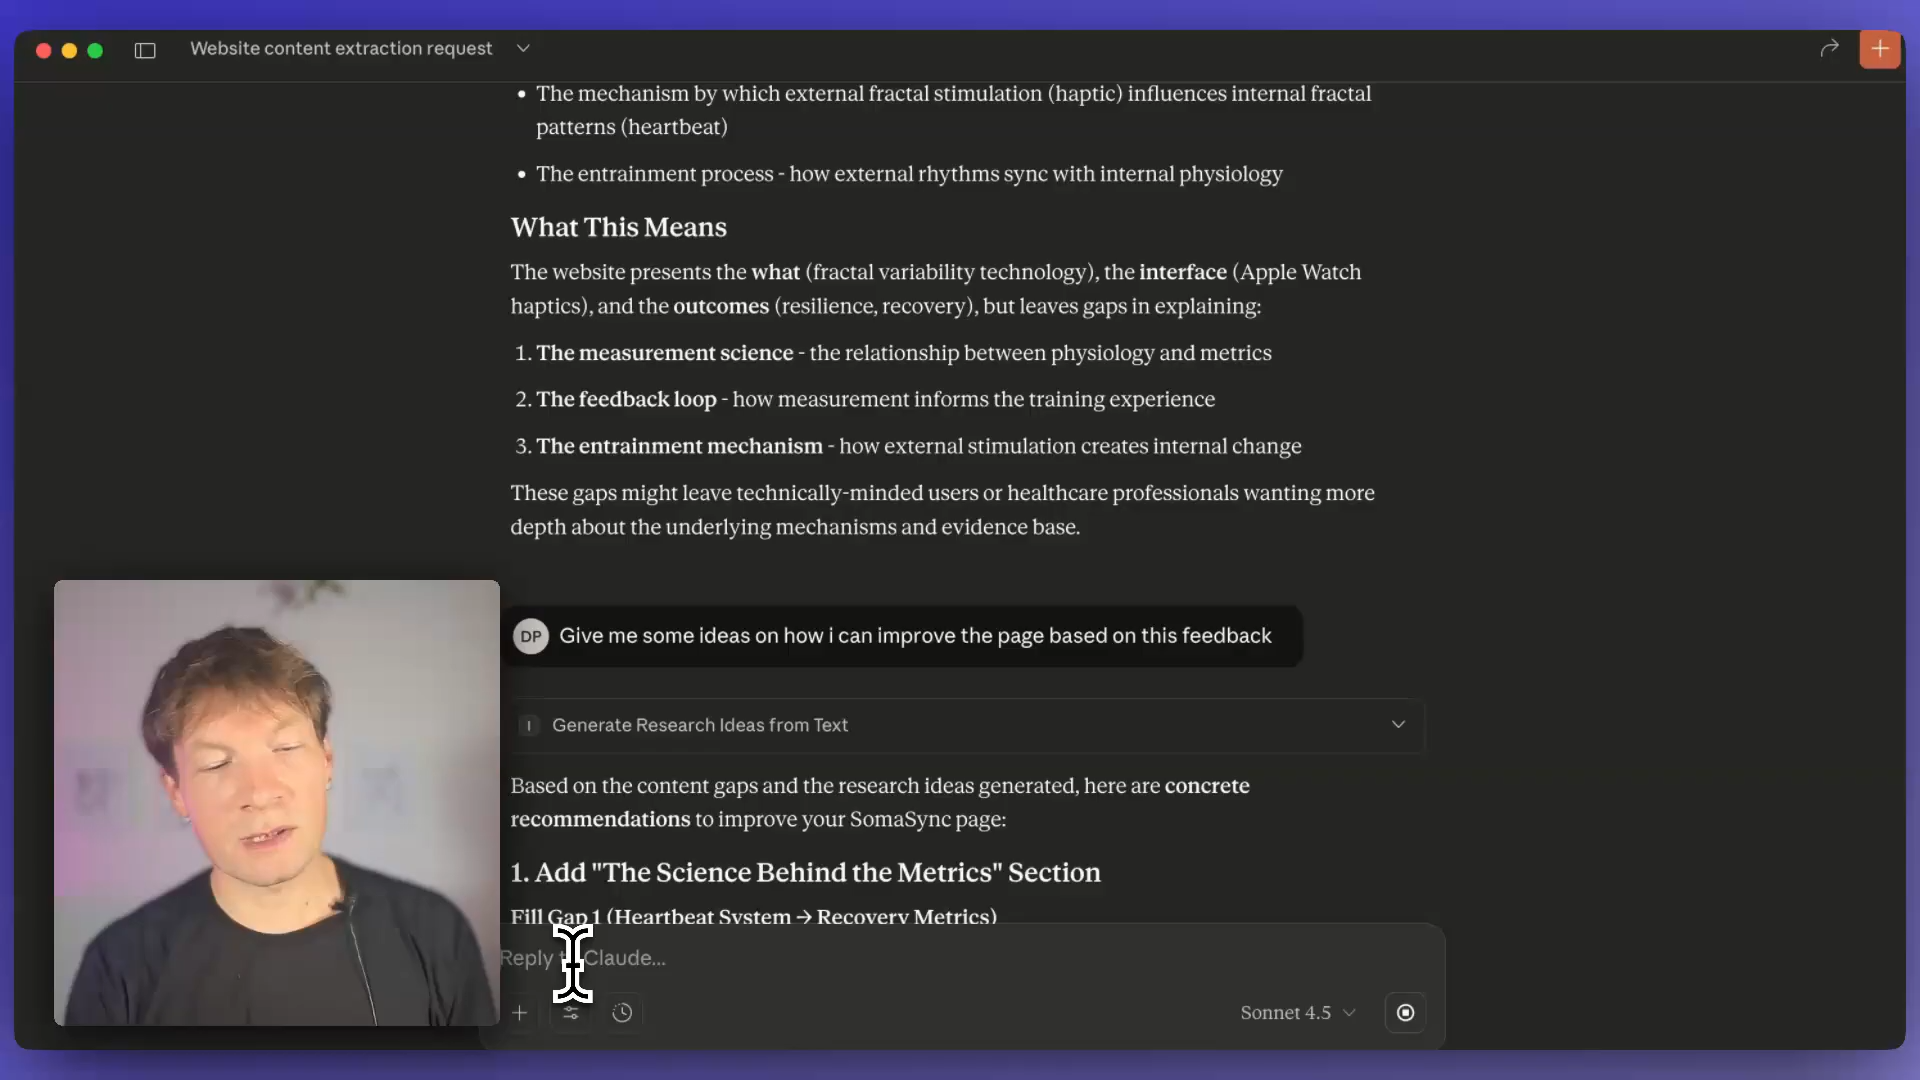 Website content extraction request
• The mechanism by which external fractal stimulation (haptic) influences internal fractal
patterns (heartbeat)
• The entrainment process - how external rhythms sync with internal physiology
What This Means
The website presents the what (fractal variability technology), the interface (Apple Watch
haptics), and the outcomes (resilience, recovery), but leaves gaps in explaining:
1. The measurement science - the relationship between physiology and metrics
2. The feedback loop - how measurement informs the training experience
3. The entrainment mechanism - how external stimulation creates internal change
These gaps might leave technically-minded users or healthcare professionals wanting more
depth about the underlying mechanisms and evidence base.
DP Give me some ideas on how i can improve the page based on this feedback
I Generate Research Ideas from Text
Based on the content gaps and the research ideas generated, here are concrete
recommendations to improve your SomaSync page:
1. Add "The Science Behind the Metrics" Section
Fill Gap 1 (Heartbeat System → Recovery Metrics)
Reply Claude...
Sonnet 4.5